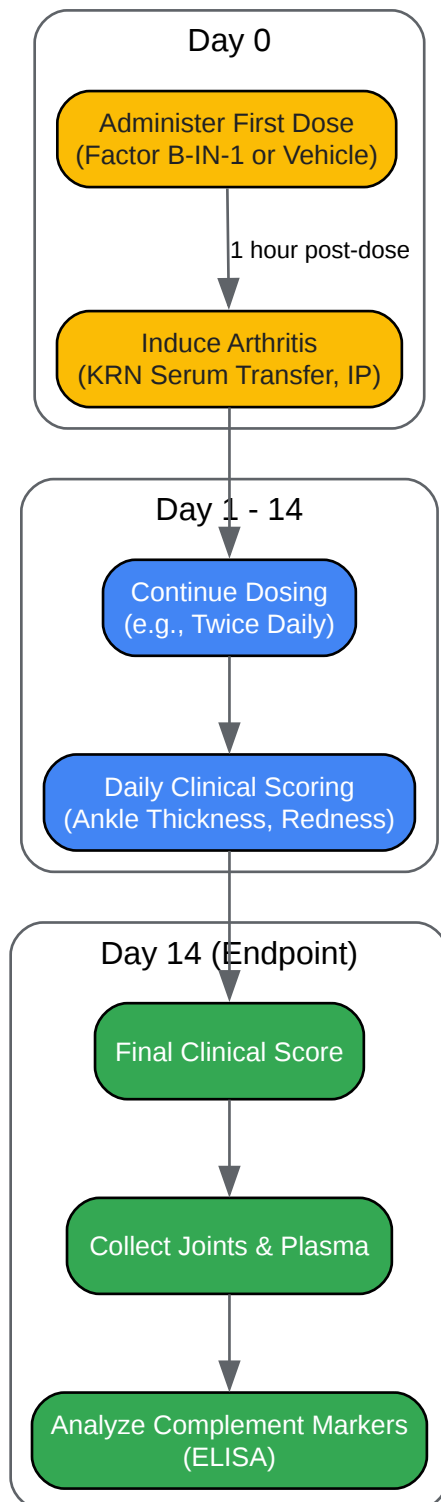 Day 0
Administer First Dose
(Factor B-IN-1 or Vehicle)
1 hour post-dose
Induce Arthritis
(KRN Serum Transfer, IP)
Day 1 - 14
Continue Dosing
(e.g., Twice Daily)
Daily Clinical Scoring
(Ankle Thickness, Redness)
Day 14 (Endpoint)
Final Clinical Score
Collect Joints & Plasma
Analyze Complement Markers
(ELISA)